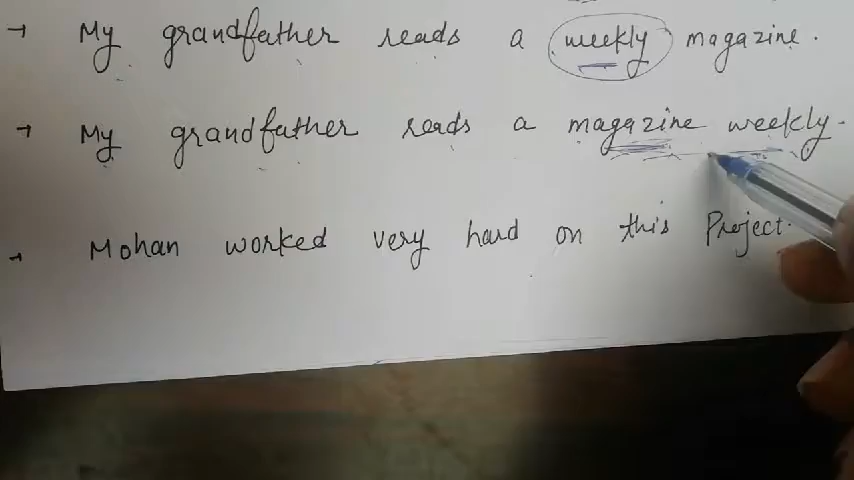 → My grandfather reads a weekly magazine.
→ My grandfather reads a magazine weekly.
→ Mohan worked very hard on this Project.